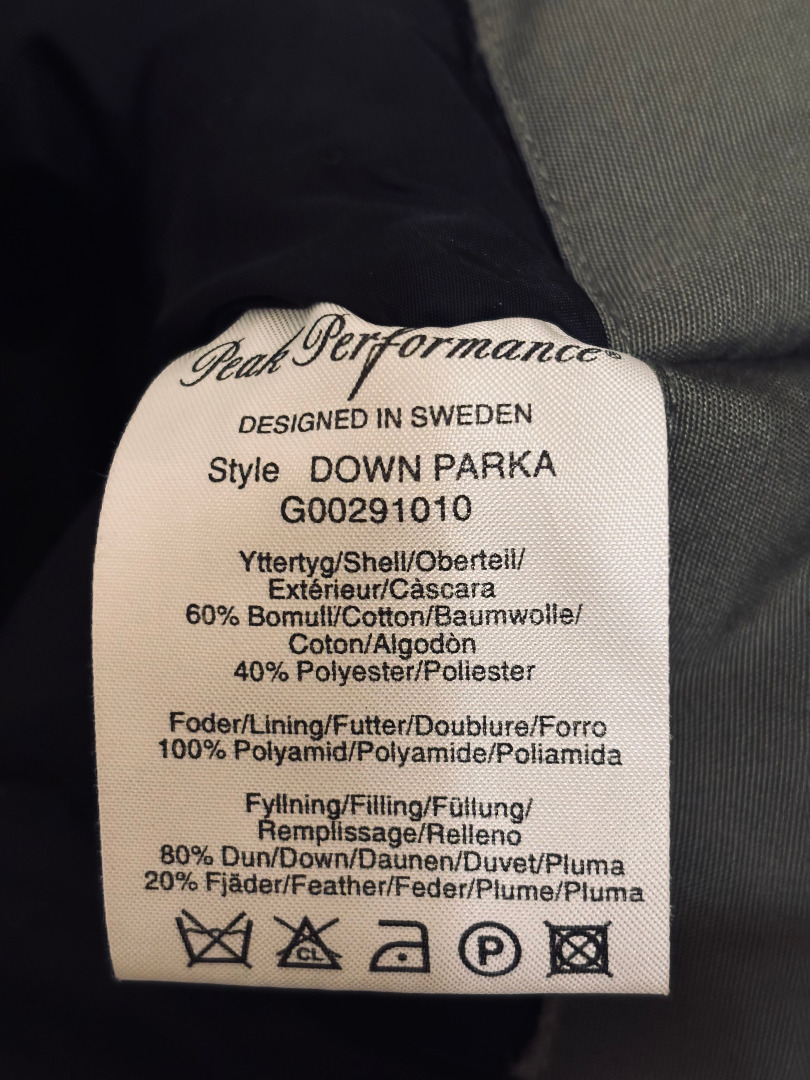 Peak Performance®
DESIGNED IN SWEDEN
Style DOWN PARKA
G00291010
Yttertyg/Shell/Oberteil/
Extérieur/Càscara
60% Bomull/Cotton/Baumwolle/
Coton/Algodòn
40% Polyester/Poliester
Foder/Lining/Futter/Doublure/Forro
100% Polyamid/Polyamide/Poliamida
Fyllning/Filling/Füllung/
Remplissage/Relleno
80% Dun/Down/Daunen/Duvet/Pluma
20% Fjäder/Feather/Feder/Plume/Pluma
CL P